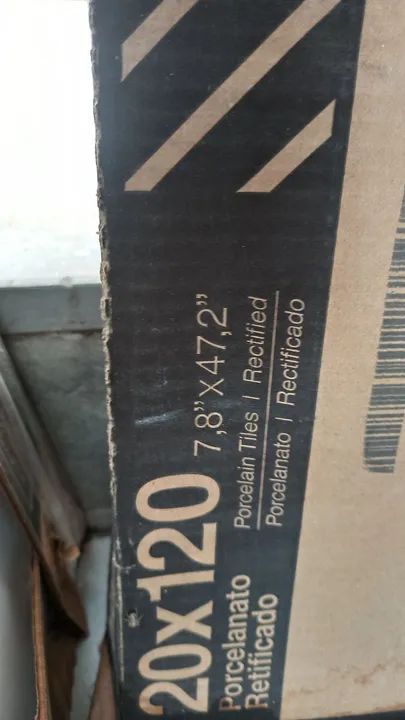 20x120
7,8"X47,2"
Porcelanato
Retificado
Porcelain Tiles | Rectified
Porcelanato | Rectificado